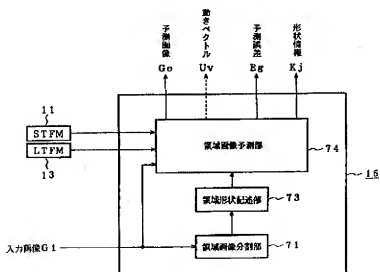 予測画像
動きベクトル
予測誤差
形状情報
Ge
Uv
Eg
Kj
11
STFM
LTFM
13
領域画像予測部
74
15
領域形状記述部
73
入力画像G1
領域画像分割部
71